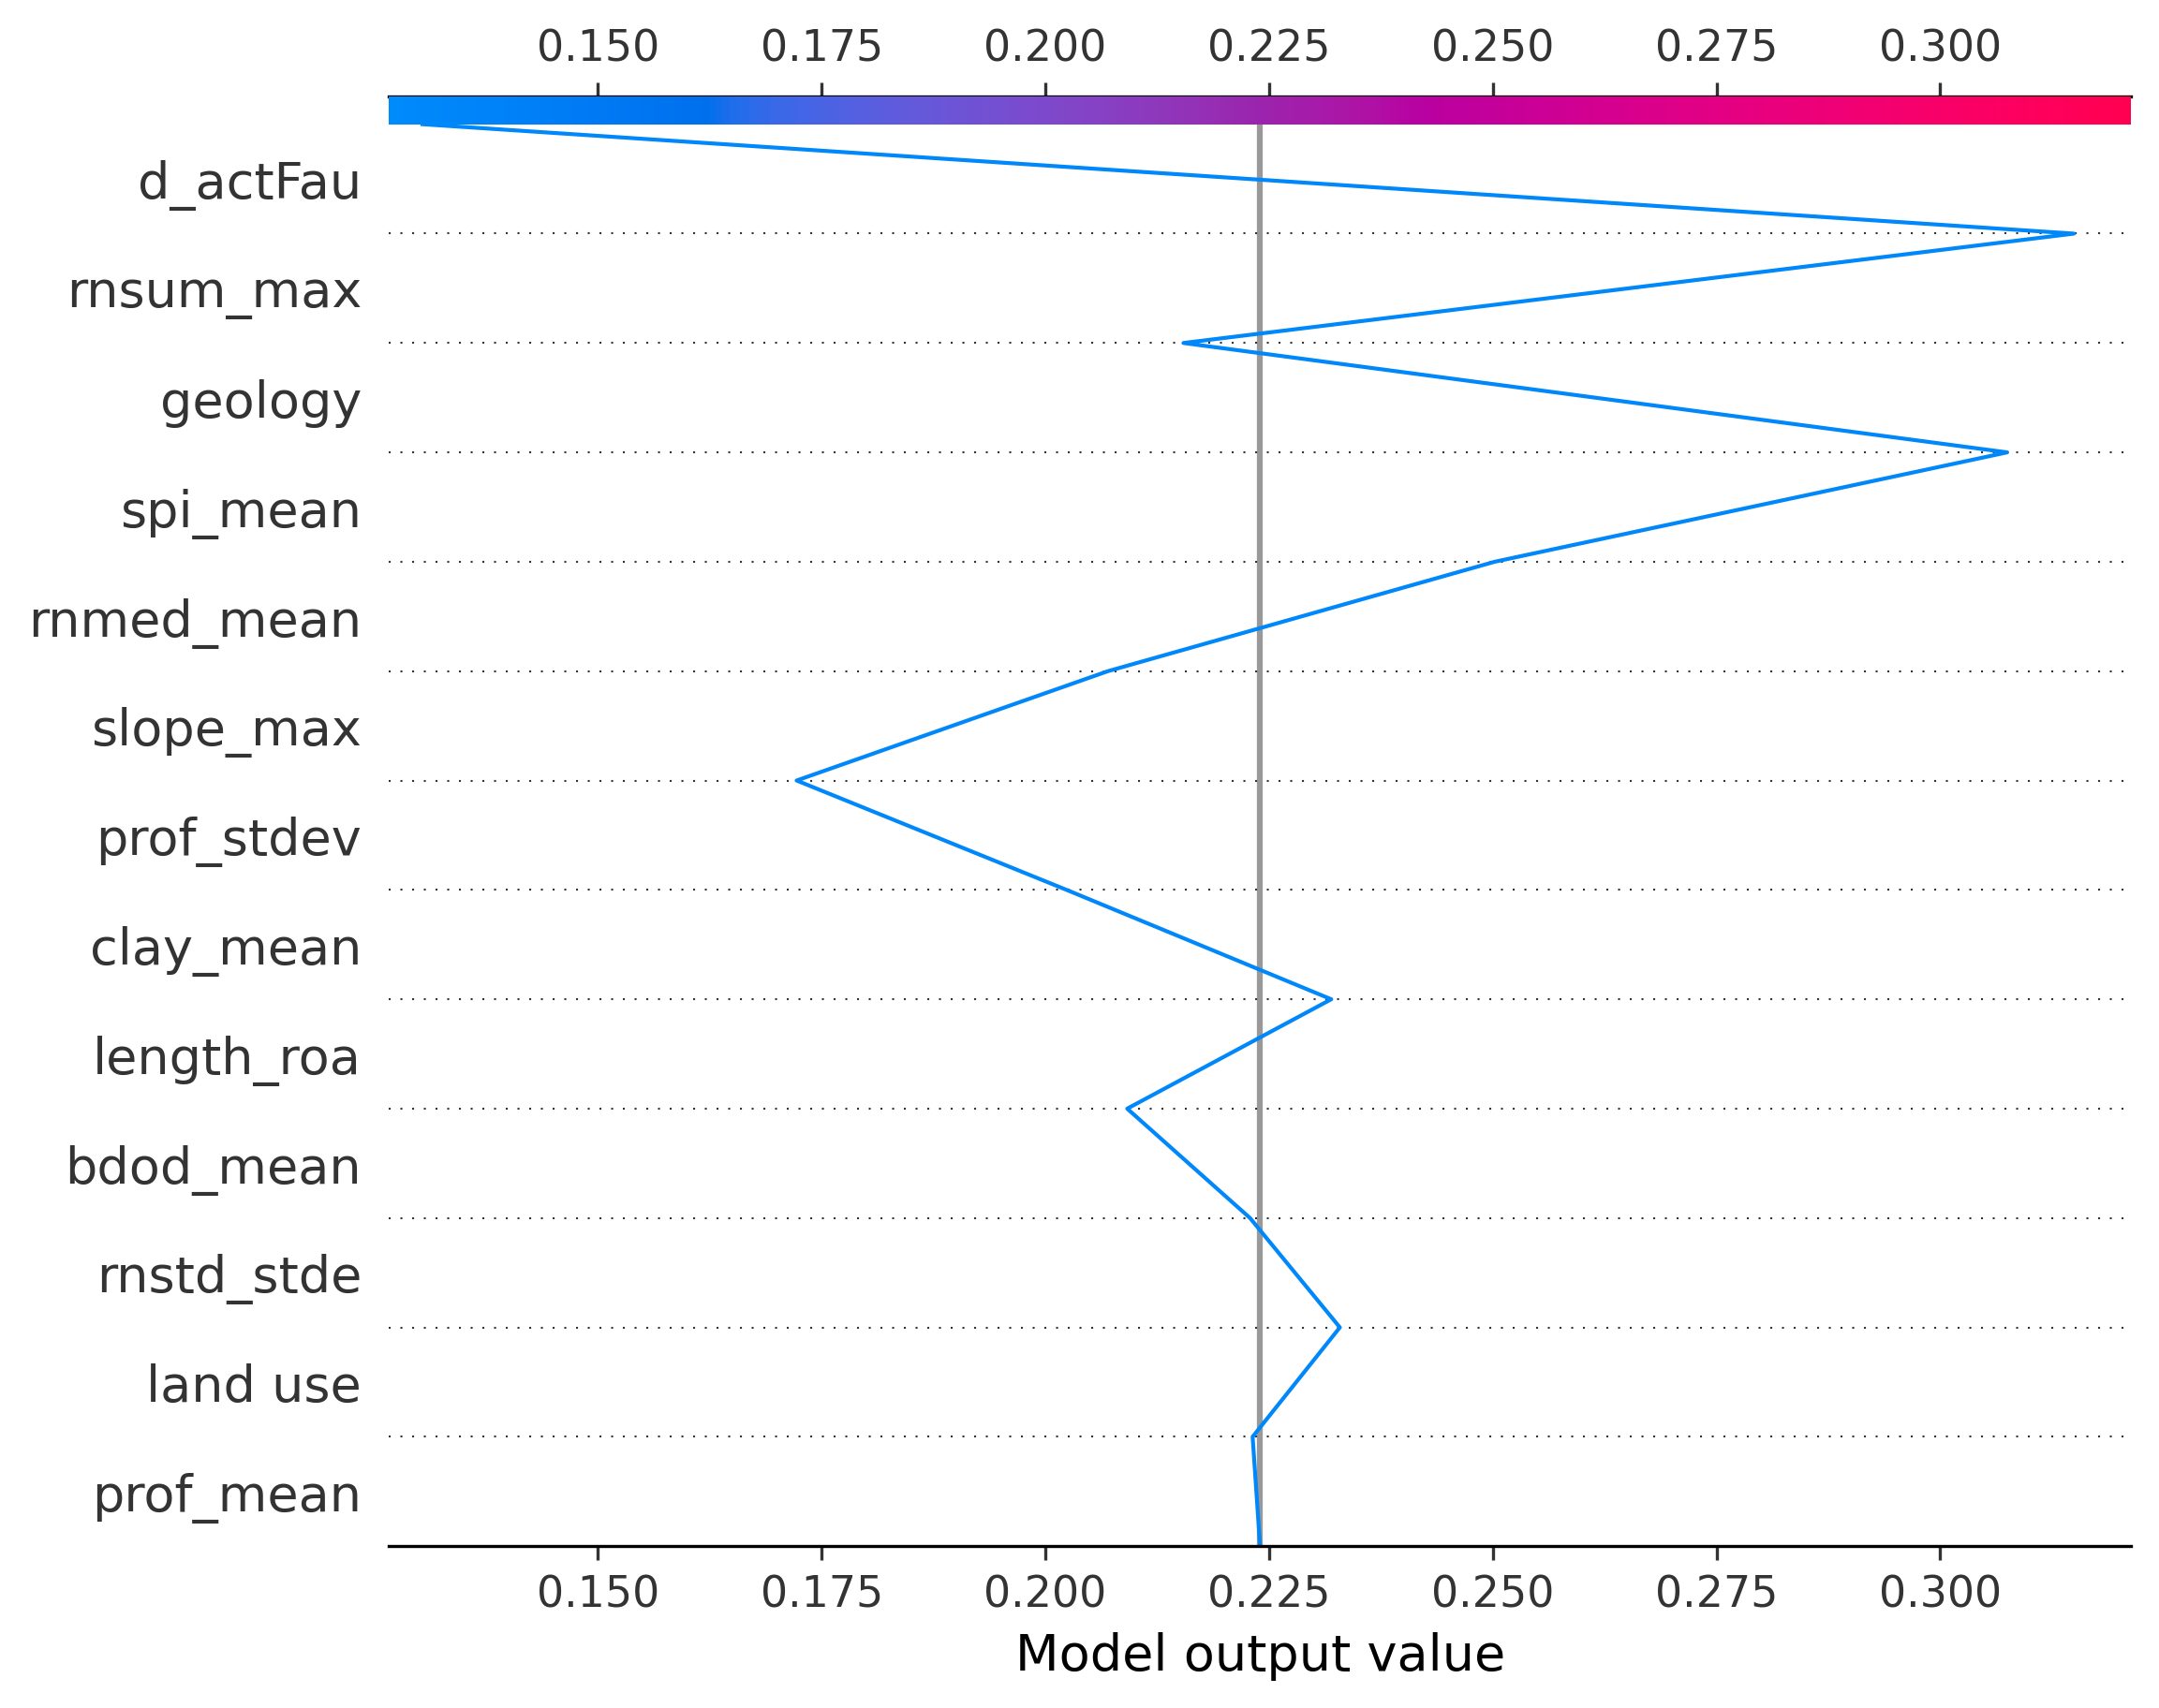 0.150 0.175 0.200 0.225 0.250 0.275 0.300
d_actFau
rnsum_max
geology
spi_mean
rnmed_mean
slope_max
prof_stdev
clay_mean
length_roa
bdod_mean
rnstd_stde
land use
prof_mean
0.150 0.175 0.200 0.225 0.250 0.275 0.300
Model output value